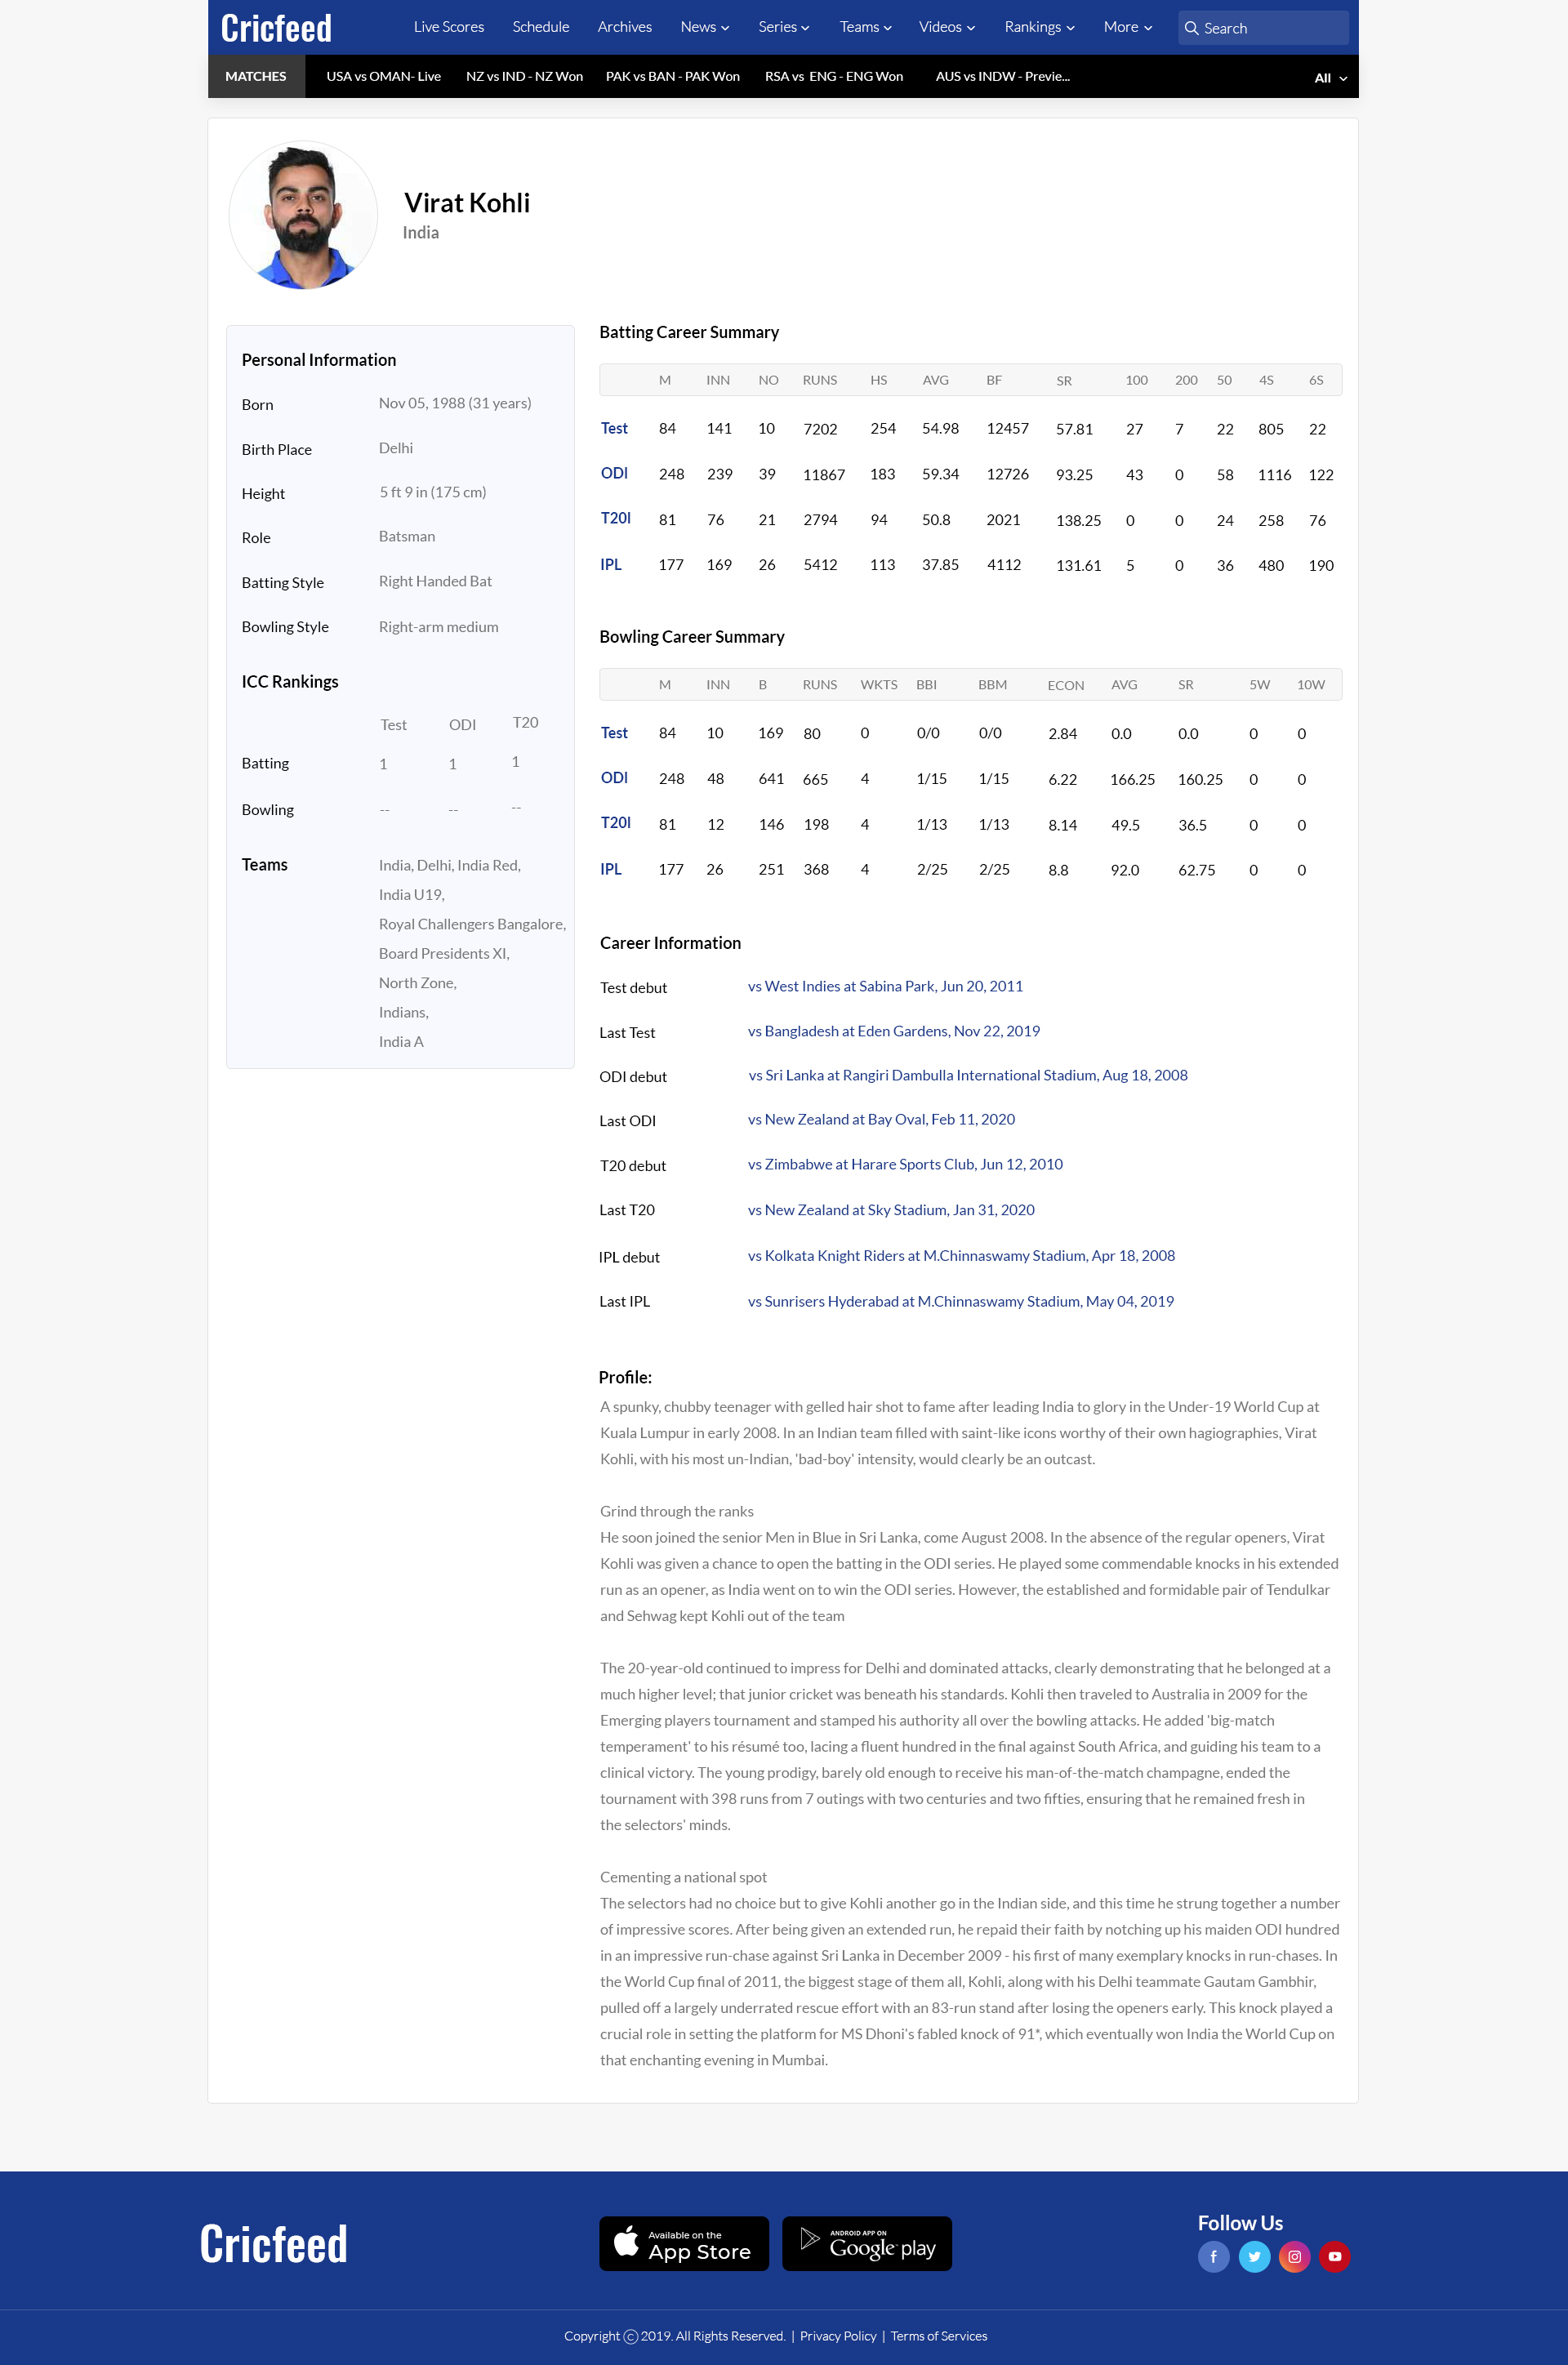 Cricfeed Live Scores Schedule Archives News Series Teams Videos Rankings More Search
MATCHES USA vs OMAN- Live NZ vs IND - NZ Won PAK vs BAN - PAK Won RSA vs ENG - ENG Won AUS vs INDW - Previe... All
Virat Kohli
India
Personal Information
Born Nov 05, 1988 (31 years)
Birth Place Delhi
Height 5 ft 9 in (175 cm)
Role Batsman
Batting Style Right Handed Bat
Bowling Style Right-arm medium
ICC Rankings
Test ODI T20
Batting 1 1 1
Bowling -- -- --
Teams India, Delhi, India Red,
India U19,
Royal Challengers Bangalore,
Board Presidents XI,
North Zone,
Indians,
India A
Batting Career Summary
M INN NO RUNS HS AVG BF SR 100 200 50 4S 6S
Test 84 141 10 7202 254 54.98 12457 57.81 27 7 22 805 22
ODI 248 239 39 11867 183 59.34 12726 93.25 43 0 58 1116 122
T20I 81 76 21 2794 94 50.8 2021 138.25 0 0 24 258 76
IPL 177 169 26 5412 113 37.85 4112 131.61 5 0 36 480 190
Bowling Career Summary
M INN B RUNS WKTS BBI BBM ECON AVG SR 5W 10W
Test 84 10 169 80 0 0/0 0/0 2.84 0.0 0.0 0 0
ODI 248 48 641 665 4 1/15 1/15 6.22 166.25 160.25 0 0
T20I 81 12 146 198 4 1/13 1/13 8.14 49.5 36.5 0 0
IPL 177 26 251 368 4 2/25 2/25 8.8 92.0 62.75 0 0
Career Information
Test debut vs West Indies at Sabina Park, Jun 20, 2011
Last Test vs Bangladesh at Eden Gardens, Nov 22, 2019
ODI debut vs Sri Lanka at Rangiri Dambulla International Stadium, Aug 18, 2008
Last ODI vs New Zealand at Bay Oval, Feb 11, 2020
T20 debut vs Zimbabwe at Harare Sports Club, Jun 12, 2010
Last T20 vs New Zealand at Sky Stadium, Jan 31, 2020
IPL debut vs Kolkata Knight Riders at M.Chinnaswamy Stadium, Apr 18, 2008
Last IPL vs Sunrisers Hyderabad at M.Chinnaswamy Stadium, May 04, 2019
Profile:
A spunky, chubby teenager with gelled hair shot to fame after leading India to glory in the Under-19 World Cup at
Kuala Lumpur in early 2008. In an Indian team filled with saint-like icons worthy of their own hagiographies, Virat
Kohli, with his most un-Indian, 'bad-boy' intensity, would clearly be an outcast.
Grind through the ranks
He soon joined the senior Men in Blue in Sri Lanka, come August 2008. In the absence of the regular openers, Virat
Kohli was given a chance to open the batting in the ODI series. He played some commendable knocks in his extended
run as an opener, as India went on to win the ODI series. However, the established and formidable pair of Tendulkar
and Sehwag kept Kohli out of the team
The 20-year-old continued to impress for Delhi and dominated attacks, clearly demonstrating that he belonged at a
much higher level; that junior cricket was beneath his standards. Kohli then traveled to Australia in 2009 for the
Emerging players tournament and stamped his authority all over the bowling attacks. He added 'big-match
temperament' to his résumé too, lacing a fluent hundred in the final against South Africa, and guiding his team to a
clinical victory. The young prodigy, barely old enough to receive his man-of-the-match champagne, ended the
tournament with 398 runs from 7 outings with two centuries and two fifties, ensuring that he remained fresh in
the selectors' minds.
Cementing a national spot
The selectors had no choice but to give Kohli another go in the Indian side, and this time he strung together a number
of impressive scores. After being given an extended run, he repaid their faith by notching up his maiden ODI hundred
in an impressive run-chase against Sri Lanka in December 2009 - his first of many exemplary knocks in run-chases. In
the World Cup final of 2011, the biggest stage of them all, Kohli, along with his Delhi teammate Gautam Gambhir,
pulled off a largely underrated rescue effort with an 83-run stand after losing the openers early. This knock played a
crucial role in setting the platform for MS Dhoni's fabled knock of 91*, which eventually won India the World Cup on
that enchanting evening in Mumbai.
Cricfeed
Available on the
App Store
ANDROID APP ON
Google play
Follow Us
Copyright ⓒ 2019. All Rights Reserved. | Privacy Policy | Terms of Services